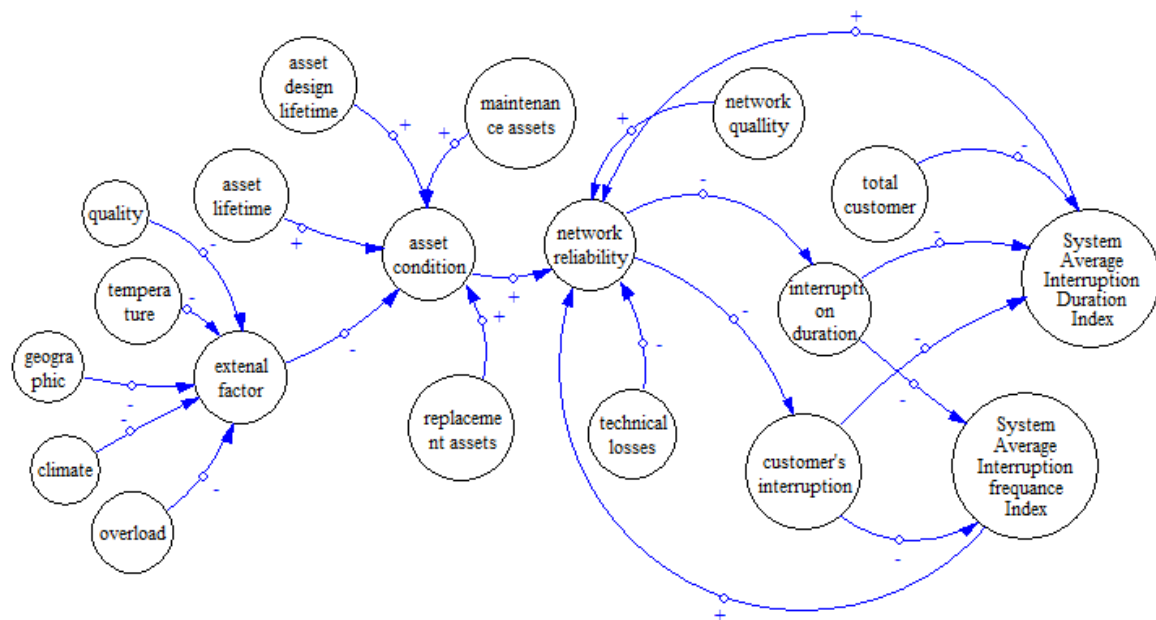 asset
design
lifetime
maintenan
ce assets
network
quallity
total
customer
asset
lifetime
quality
asset
condition
network
reliability
System
Average
Interruption
Duration
Index
tempera
ture
interrupti
on
duration
geogra
phic
extenal
factor
replaceme
nt assets
technical
losses
customer's
interruption
System
Average
Interruption
frequance
Index
climate
overload
+
+
+
+
+
-
-
+
-
-
-
+
+
-
-
-
-
-
-
-
-
-
-
+